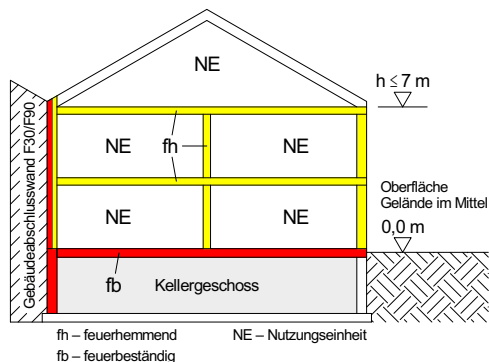 NE
h ≤ 7 m
NE
fh
NE
NE
NE
Oberfläche
Gelände im Mittel
0,0 m
Gebäudeabschlusswand F30/F90
fb
Kellergeschoss
fh – feuerhemmend
NE – Nutzungseinheit
fb – feuerbeständig